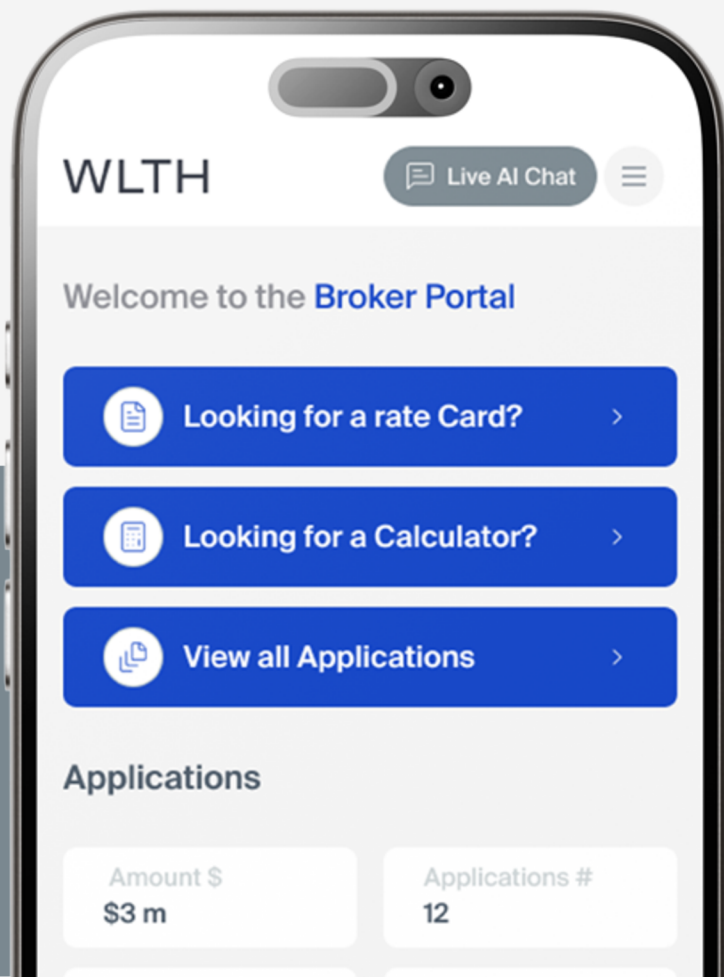 WLTH
Live AI Chat
Welcome to the Broker Portal
Looking for a rate Card?
Looking for a Calculator?
View all Applications
Applications
Amount $
Applications #
$3 m
12